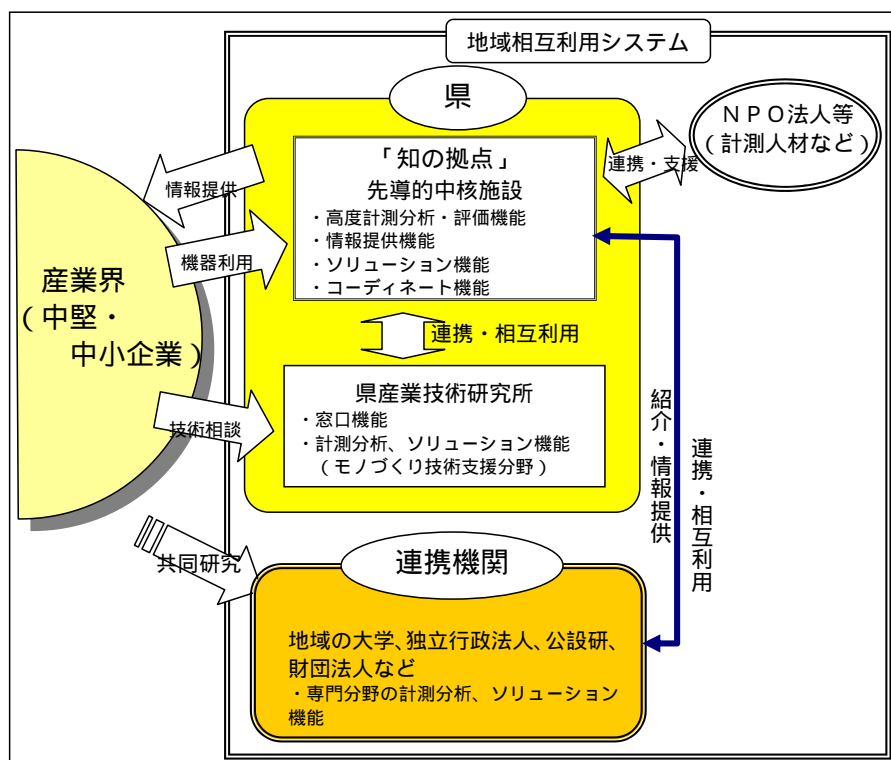 地域相互利用システム
県
ＮＰＯ法人等
（計測人材など）
「知の拠点」
先導的中核施設
・高度計測分析・評価機能
・情報提供機能
・ソリューション機能
・コーディネート機能
連携・支援
情報提供
機器利用
産業界
（中堅・
中小企業）
連携・相互利用
県産業技術研究所
・窓口機能
・計測分析、ソリューション機能
（モノづくり技術支援分野）
技術相談
紹介・情報提供
連携・相互利用
共同研究
連携機関
地域の大学、独立行政法人、公設研、
財団法人など
・専門分野の計測分析、ソリューション
機能